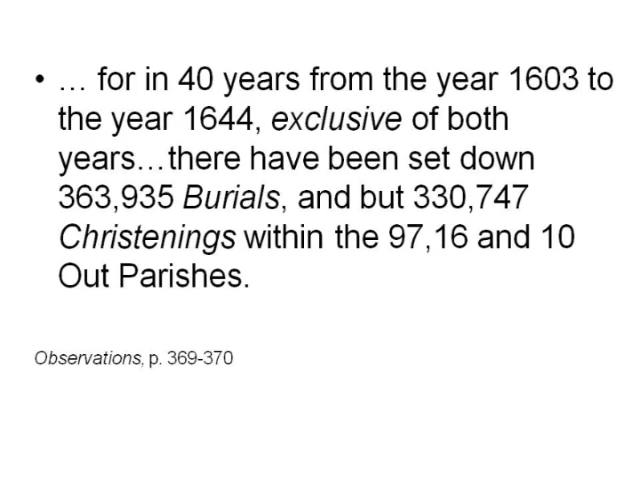 • … for in 40 years from the year 1603 to
the year 1644, exclusive of both
years…there have been set down
363,935 Burials, and but 330,747
Christenings within the 97,16 and 10
Out Parishes.
Observations, p. 369-370